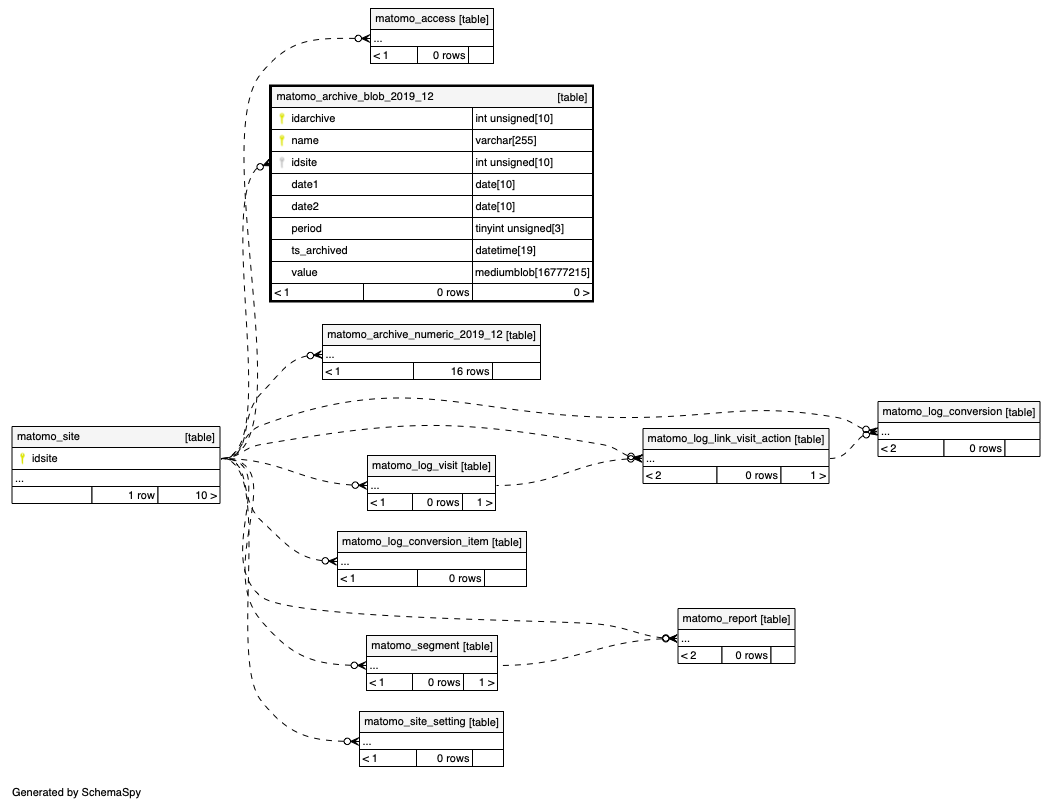 matomo_access [table]
...
< 1 0 rows
matomo_archive_blob_2019_12 [table]
idarchive int unsigned[10]
name varchar[255]
idsite int unsigned[10]
date1 date[10]
date2 date[10]
period tinyint unsigned[3]
ts_archived datetime[19]
value mediumblob[16777215]
< 1 0 rows 0 >
matomo_archive_numeric_2019_12 [table]
...
< 1 16 rows
matomo_site [table]
idsite
...
1 row 10 >
matomo_log_conversion [table]
...
< 2 0 rows
matomo_log_link_visit_action [table]
...
< 2 0 rows 1 >
matomo_log_visit [table]
...
< 1 0 rows 1 >
matomo_log_conversion_item [table]
...
< 1 0 rows
matomo_report [table]
...
< 2 0 rows
matomo_segment [table]
...
< 1 0 rows 1 >
matomo_site_setting [table]
...
< 1 0 rows
Generated by SchemaSpy